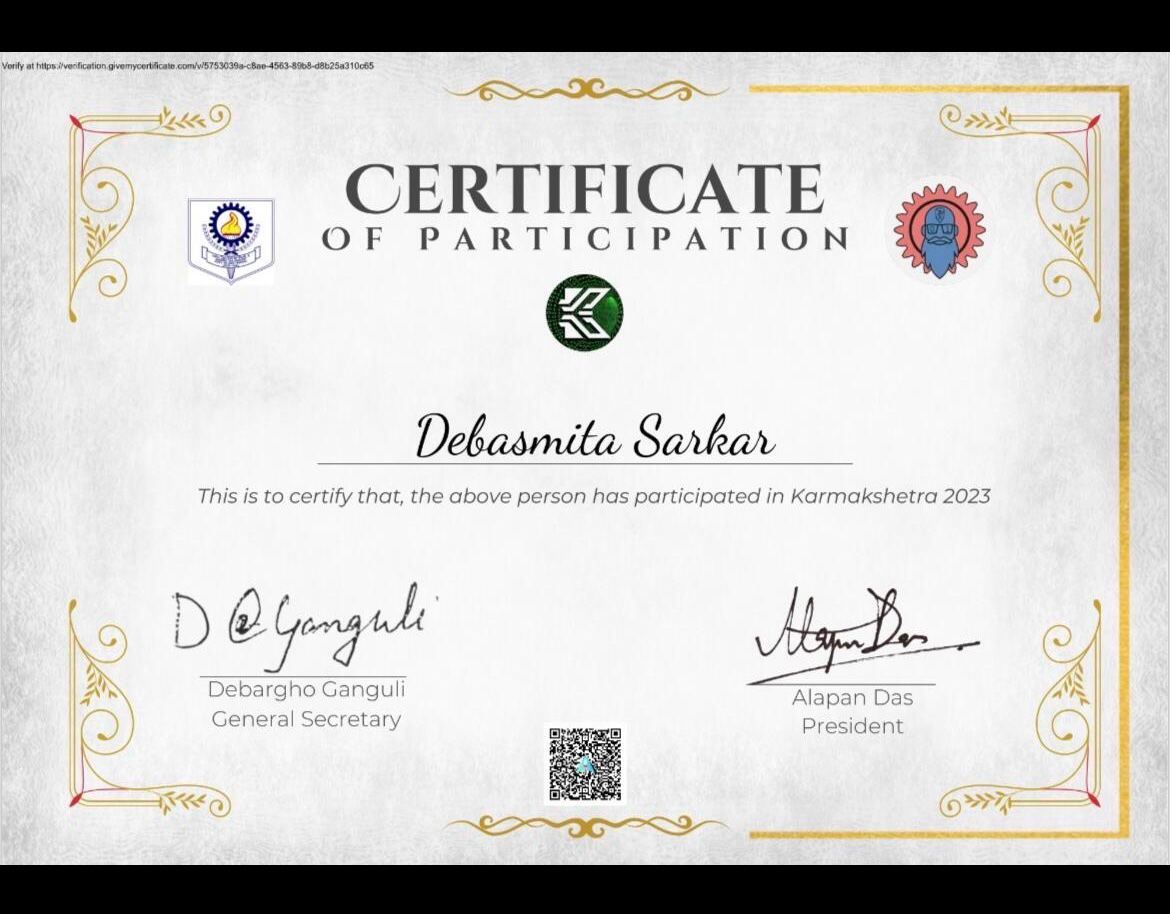 Verify at https://verification.givemycertificate.com/v/5753039a-c8ae-4563-89b8-d8b25a310c65
CERTIFICATE
OF PARTICIPATION
Debasmita Sarkar
This is to certify that, the above person has participated in Karmakshetra 2023
D Ganguli
Alapan Das
Debargho Ganguli
General Secretary
Alapan Das
President